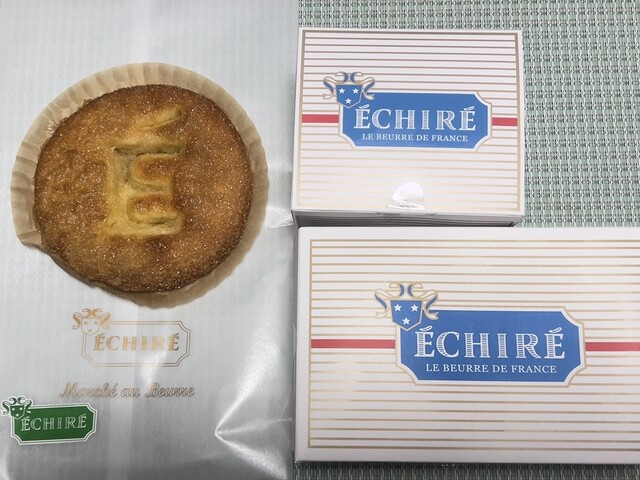 É
ÉCHIRÉ
Marché au Beurre
ÉCHIRÉ
ÉCHIRÉ
LE BEURRE DE FRANCE
ÉCHIRÉ
LE BEURRE DE FRANCE